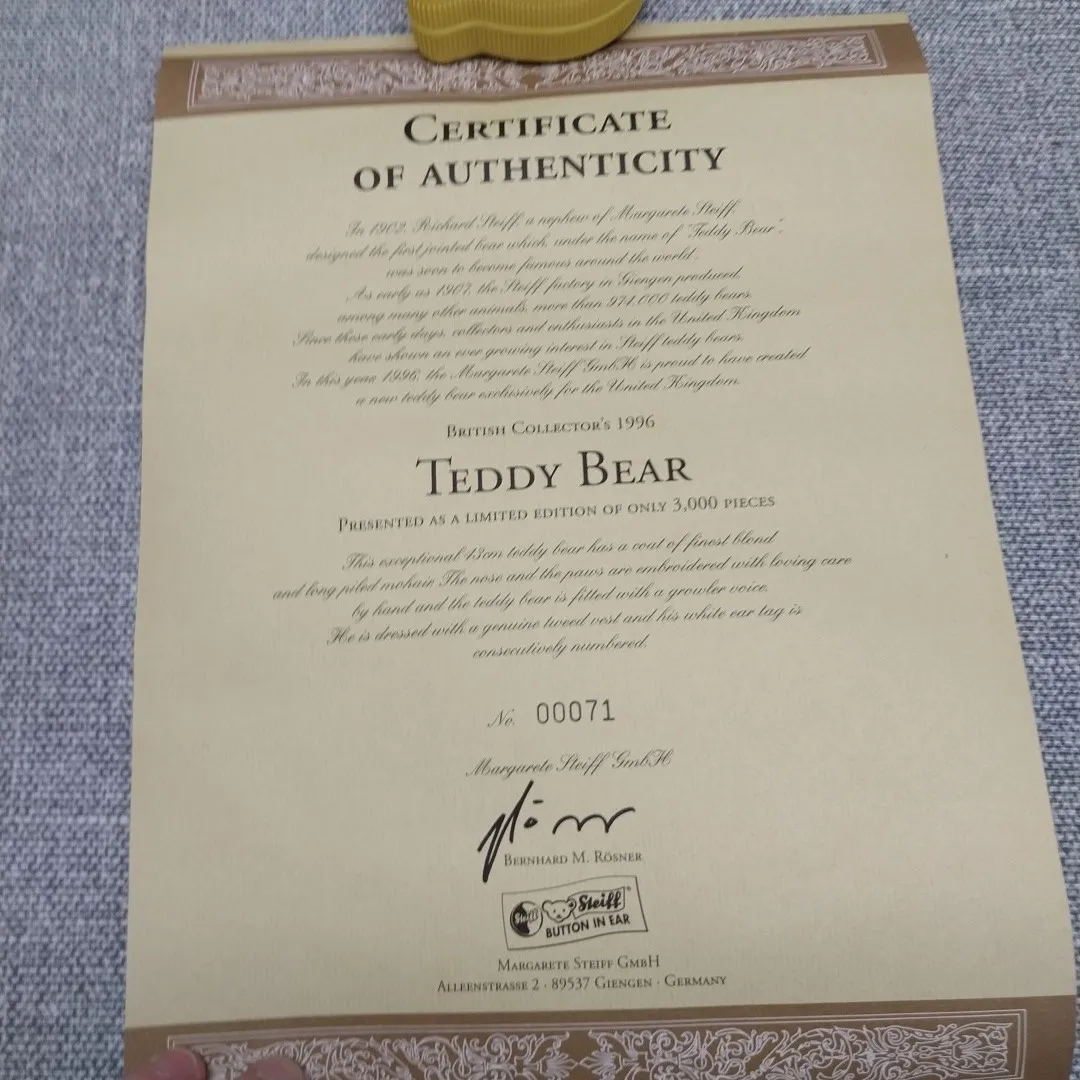 CERTIFICATE
OF AUTHENTICITY
In 1902, Richard Steiff, a nephew of Margarete Steiff,
designed the first jointed bear which, under the name of "Teddy Bear",
was soon to become famous around the world.
As early as 1907, the Steiff factory in Giengen produced,
among many other animals, more than 974,000 teddy bears.
Since these early days, collectors and enthusiasts in the United Kingdom
have shown an ever growing interest in Steiff teddy bears.
In this year 1996, the Margarete Steiff GmbH is proud to have created
a new teddy bear exclusively for the United Kingdom.
BRITISH COLLECTOR'S 1996
TEDDY BEAR
PRESENTED AS A LIMITED EDITION OF ONLY 3,000 PIECES
This exceptional 43cm teddy bear has a coat of finest blond
and long piled mohair. The nose and the paws are embroidered with loving care
by hand and the teddy bear is fitted with a growler voice.
He is dressed with a genuine tweed vest and his white ear tag is
consecutively numbered.
No. 00071
Margarete Steiff GmbH
BERNHARD M. RÖSNER
Steiff Steiff®
BUTTON IN EAR
MARGARETE STEIFF GMBH
ALLEENSTRASSE 2 · 89537 GIENGEN · GERMANY